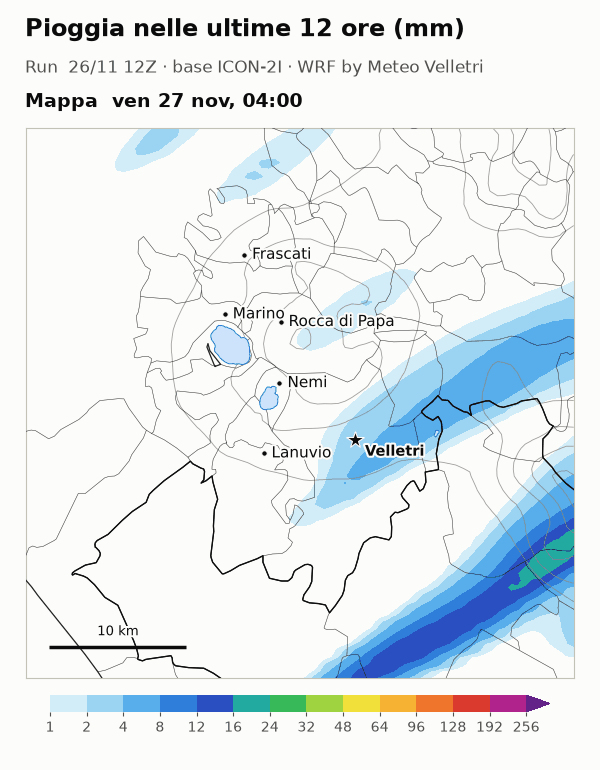 Pioggia nelle ultime 12 ore (mm)
Run  26/11 12Z · base ICON-2I · WRF by Meteo Velletri
Mappa  ven 27 nov, 04:00
Frascati
Marino
Rocca di Papa
Nemi
Velletri
Lanuvio
10 km
1 2 4 8 12 16 24 32 48 64 96 128 192 256